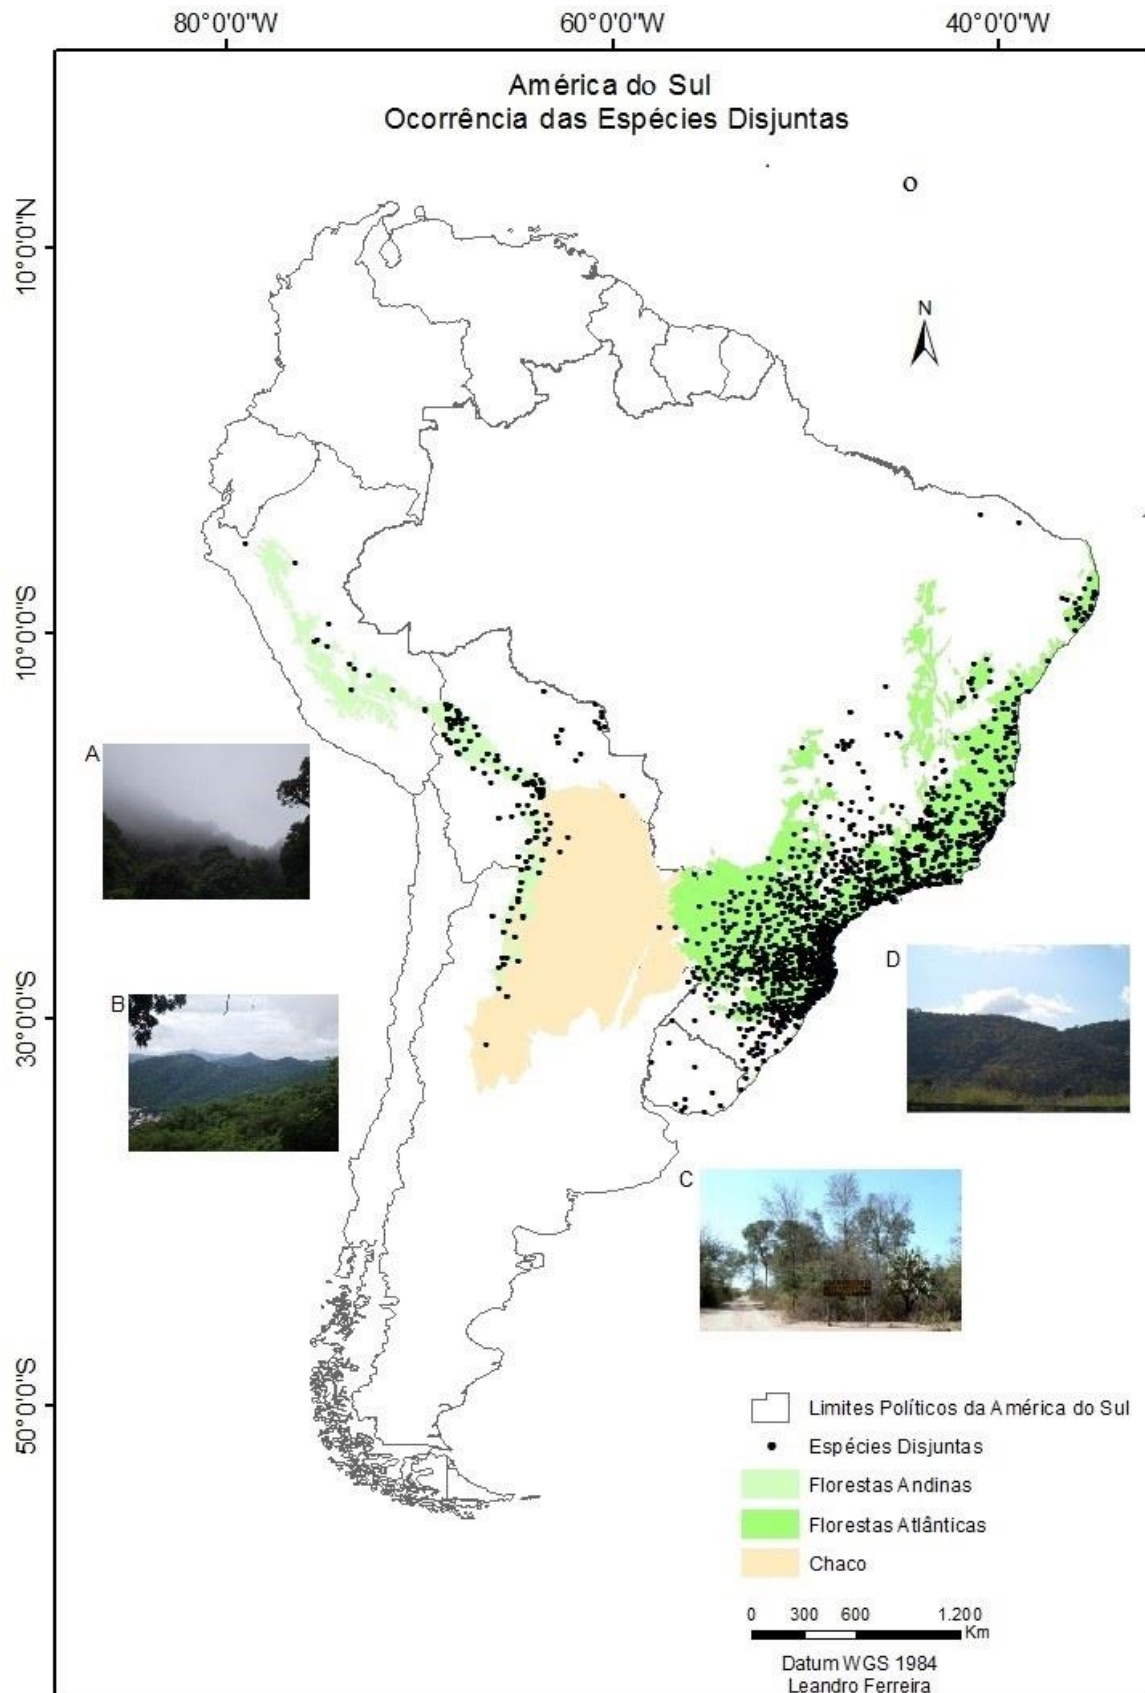 80°0'0"W 60°0'0"W 40°0'0"W
América do Sul
Ocorrência das Espécies Disjuntas
10°0'0"N
N
10°0'0"S
A
D
B
30°0'0"S
C
50°0'0"S
Limites Políticos da América do Sul
Espécies Disjuntas
Florestas Andinas
Florestas Atlânticas
Chaco
0 300 600 1.200
Km
Datum WGS 1984
Leandro Ferreira